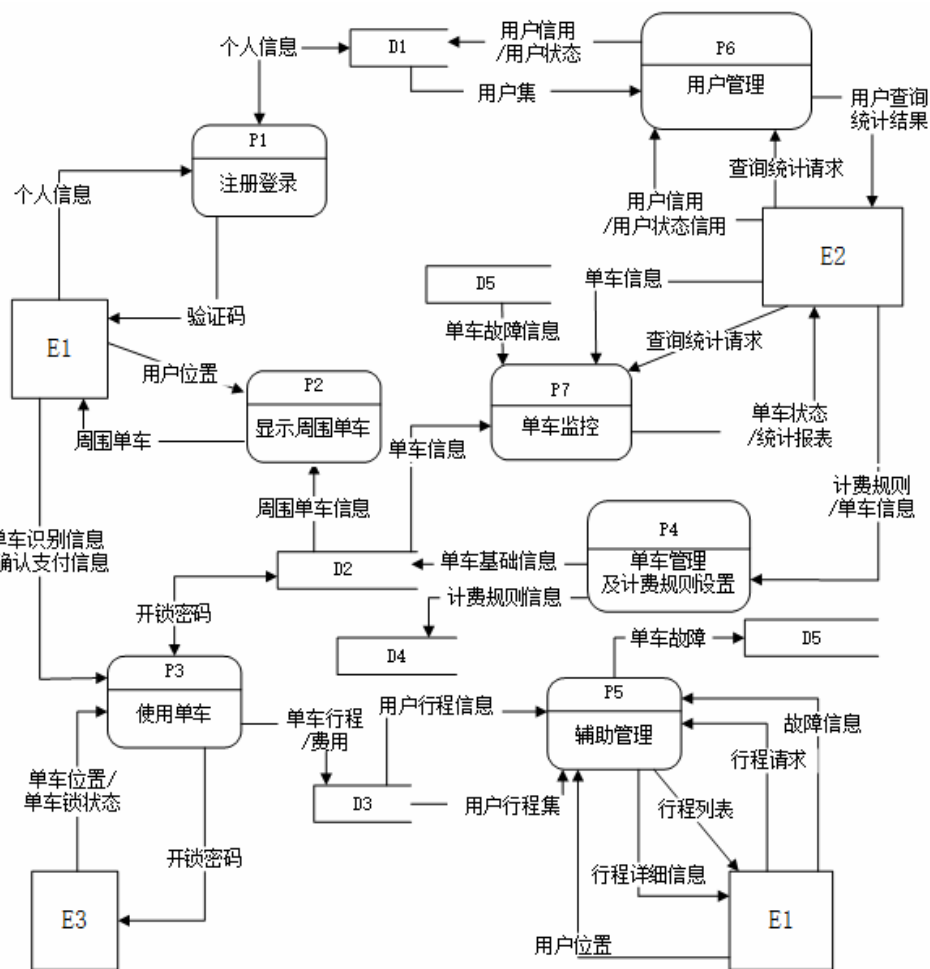 个人信息
D1
用户信用
/用户状态
用户集
P6
用户管理
用户查询
统计结果
P1
注册登录
个人信息
查询统计请求
用户信用
/用户状态信用
E2
验证码
E1
D5
单车信息
单车故障信息
查询统计请求
用户位置
P2
显示周围单车
周围单车
P7
单车监控
单车信息
单车状态
/统计报表
计费规则
/单车信息
周围单车信息
单车识别信息
确认支付信息
D2
单车基础信息
P4
单车管理
及计费规则设置
计费规则信息
开锁密码
D4
单车故障
D5
P3
使用单车
单车行程
/费用
用户行程信息
P5
辅助管理
故障信息
行程请求
单车位置/
单车锁状态
D3
用户行程集
行程列表
开锁密码
行程详细信息
E3
E1
用户位置